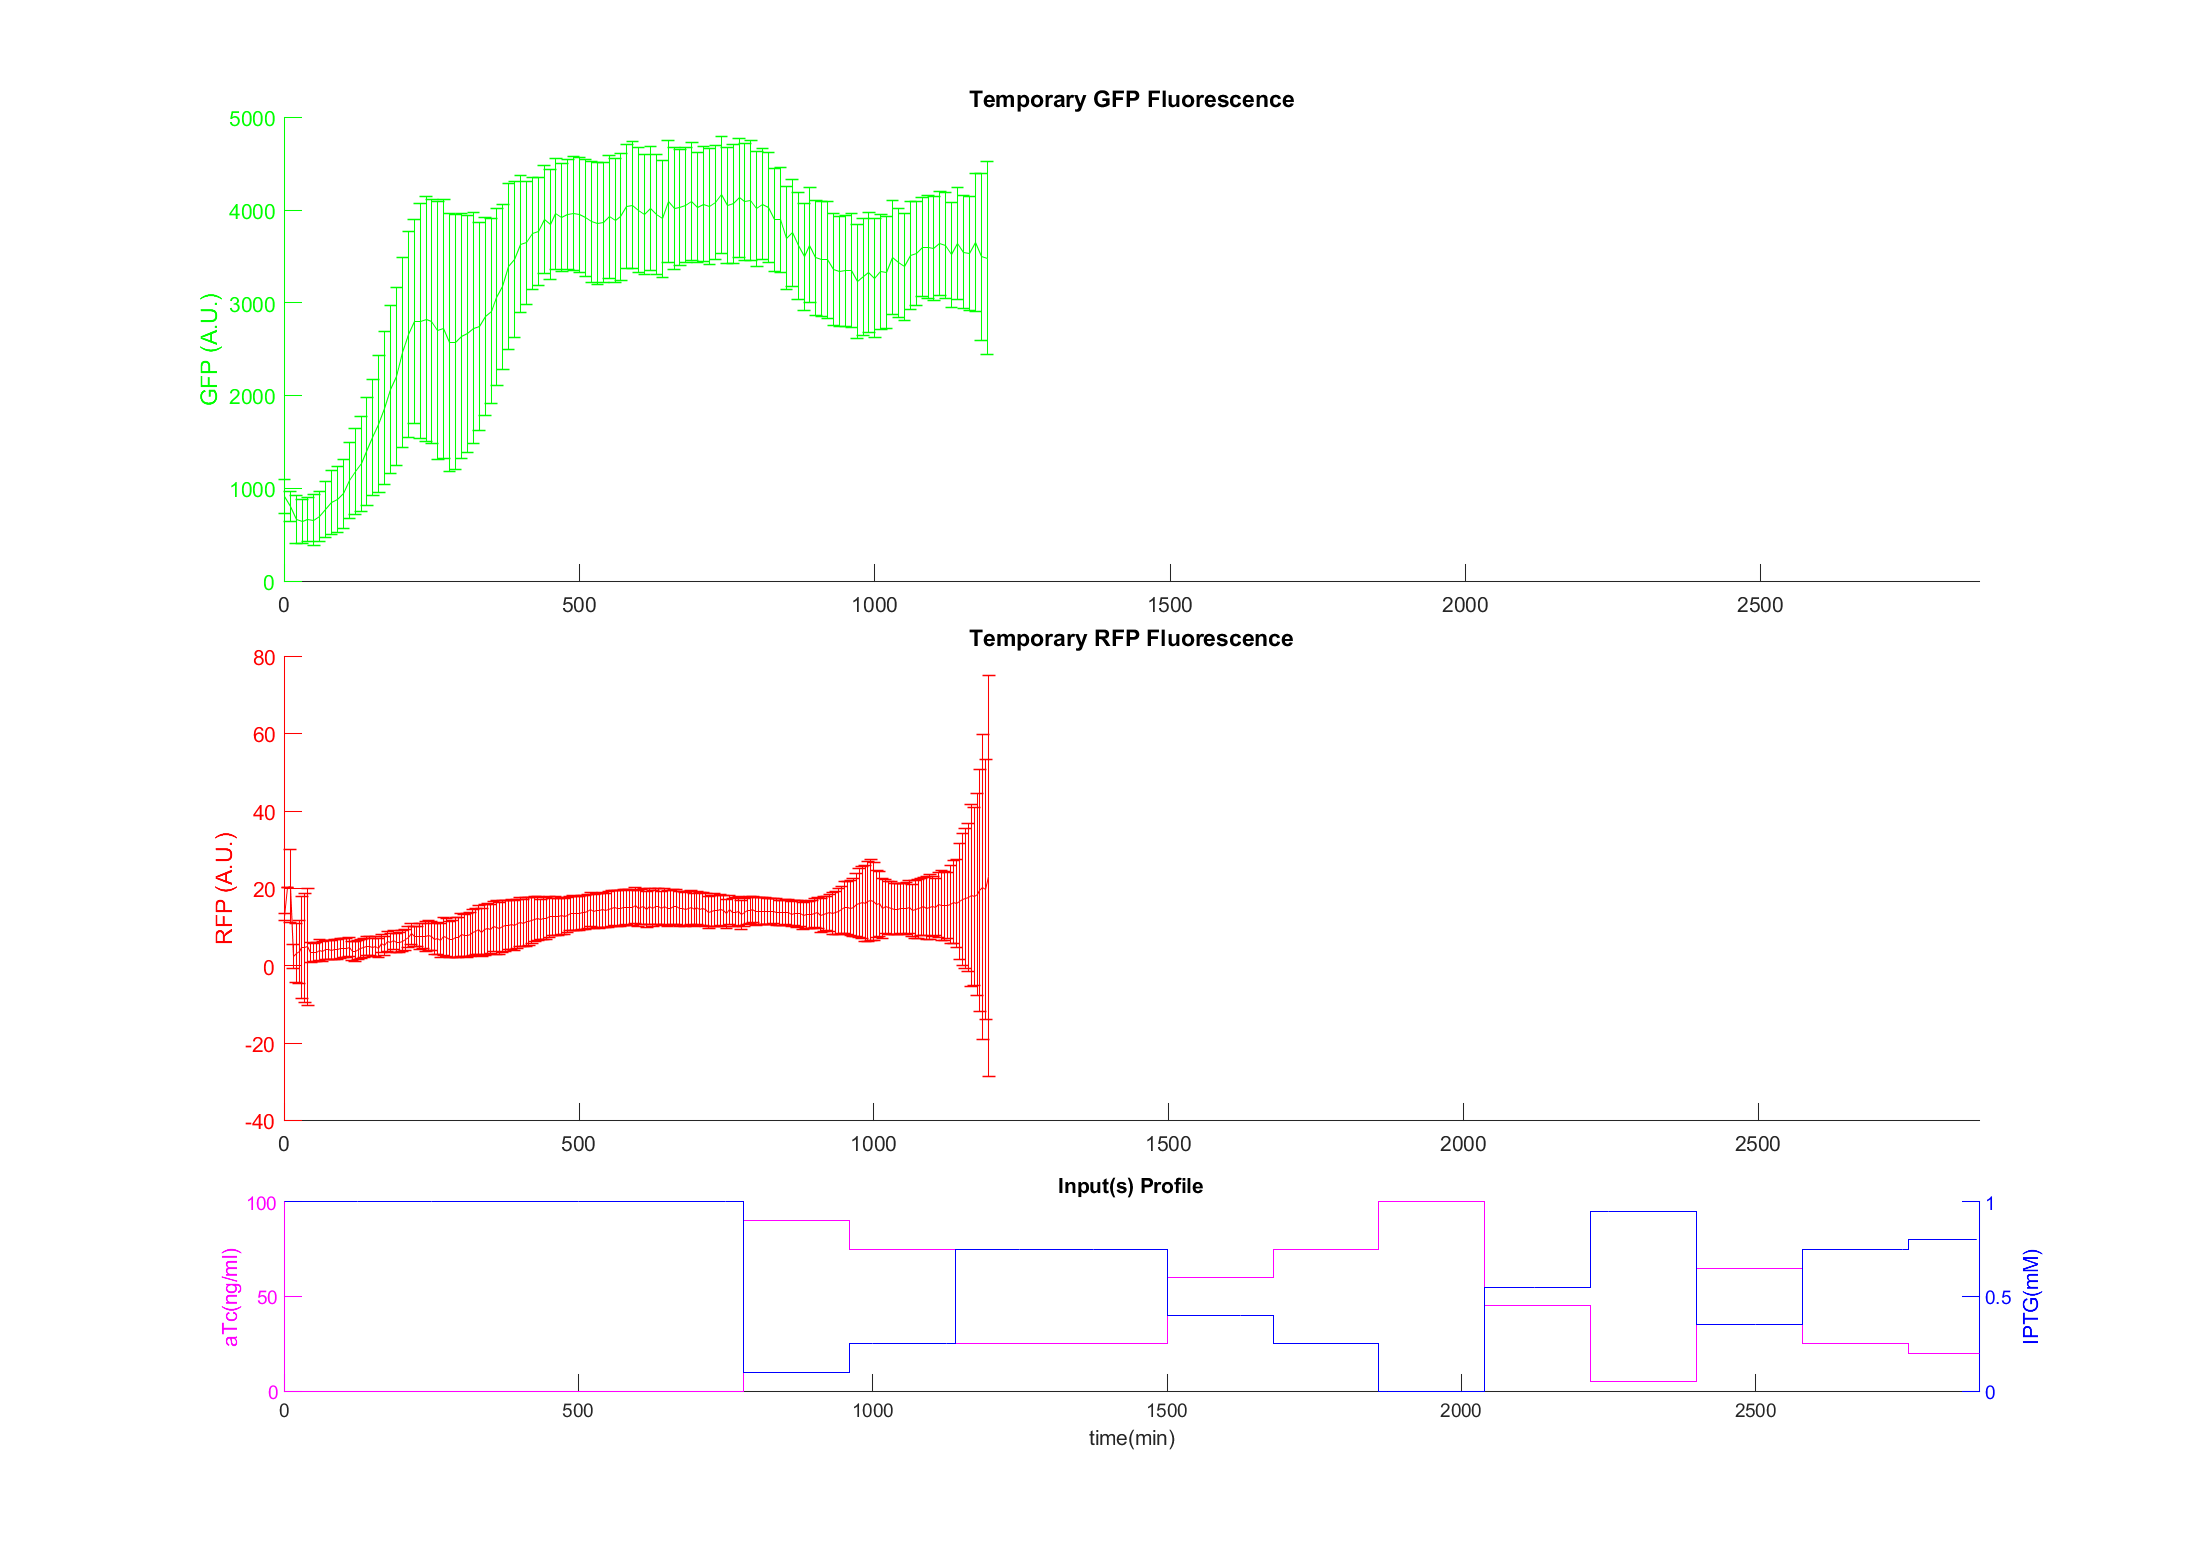 Temporary GFP Fluorescence
GFP (A.U.)
5000
4000
3000
2000
1000
0
0 500 1000 1500 2000 2500
Temporary RFP Fluorescence
RFP (A.U.)
80
60
40
20
0
-20
-40
0 500 1000 1500 2000 2500
Input(s) Profile
aTc(ng/ml)
100
50
0
1
0.5
0
IPTG(mM)
0 500 1000 1500 2000 2500
time(min)